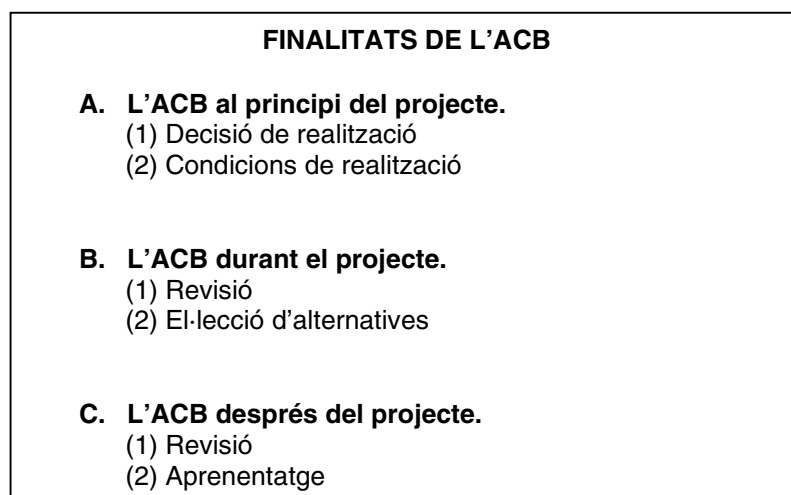 FINALITATS DE L'ACB
A. L'ACB al principi del projecte.
(1) Decisió de realització
(2) Condicions de realització
B. L'ACB durant el projecte.
(1) Revisió
(2) El·lecció d'alternatives
C. L'ACB després del projecte.
(1) Revisió
(2) Aprenentatge